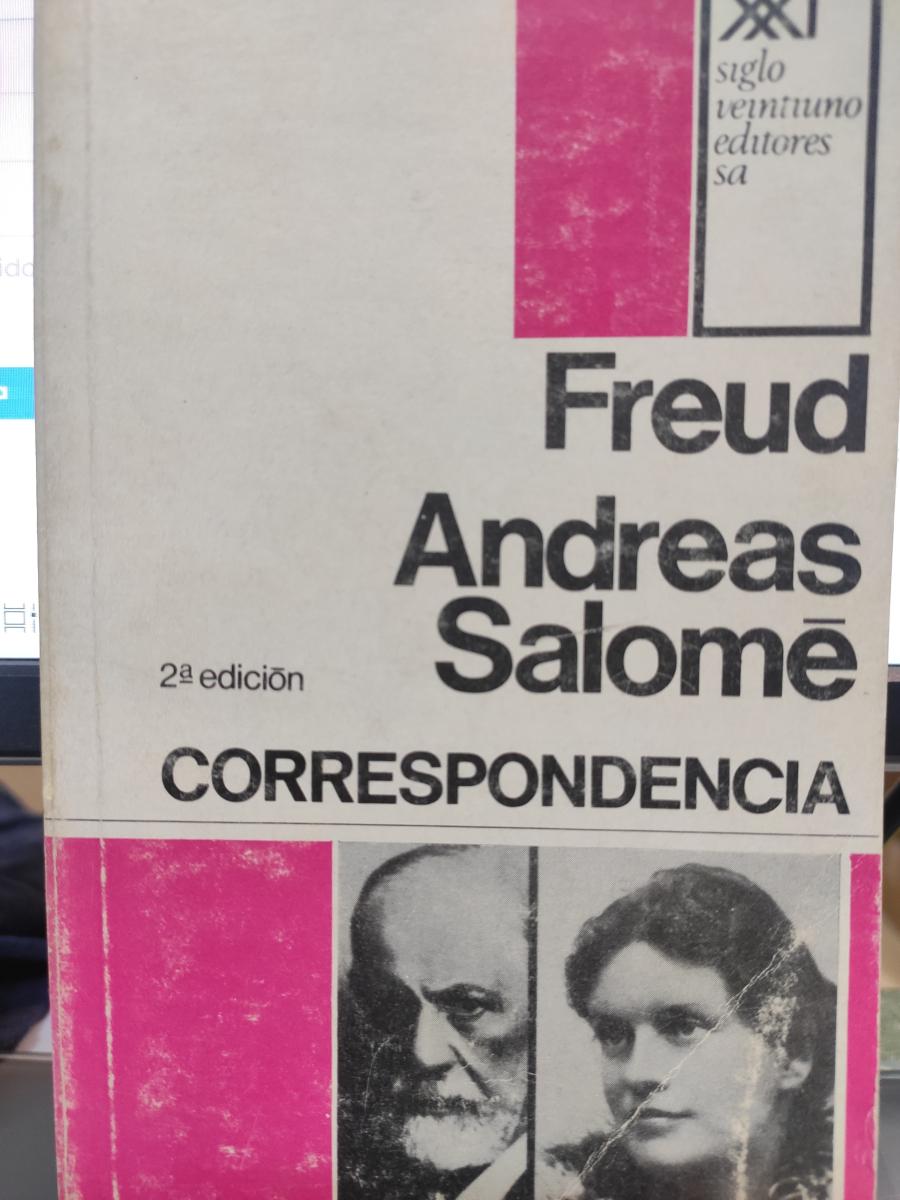 XXI
siglo
veintiuno
editores
sa
Freud
Andreas
Salomé
2ª edición
CORRESPONDENCIA